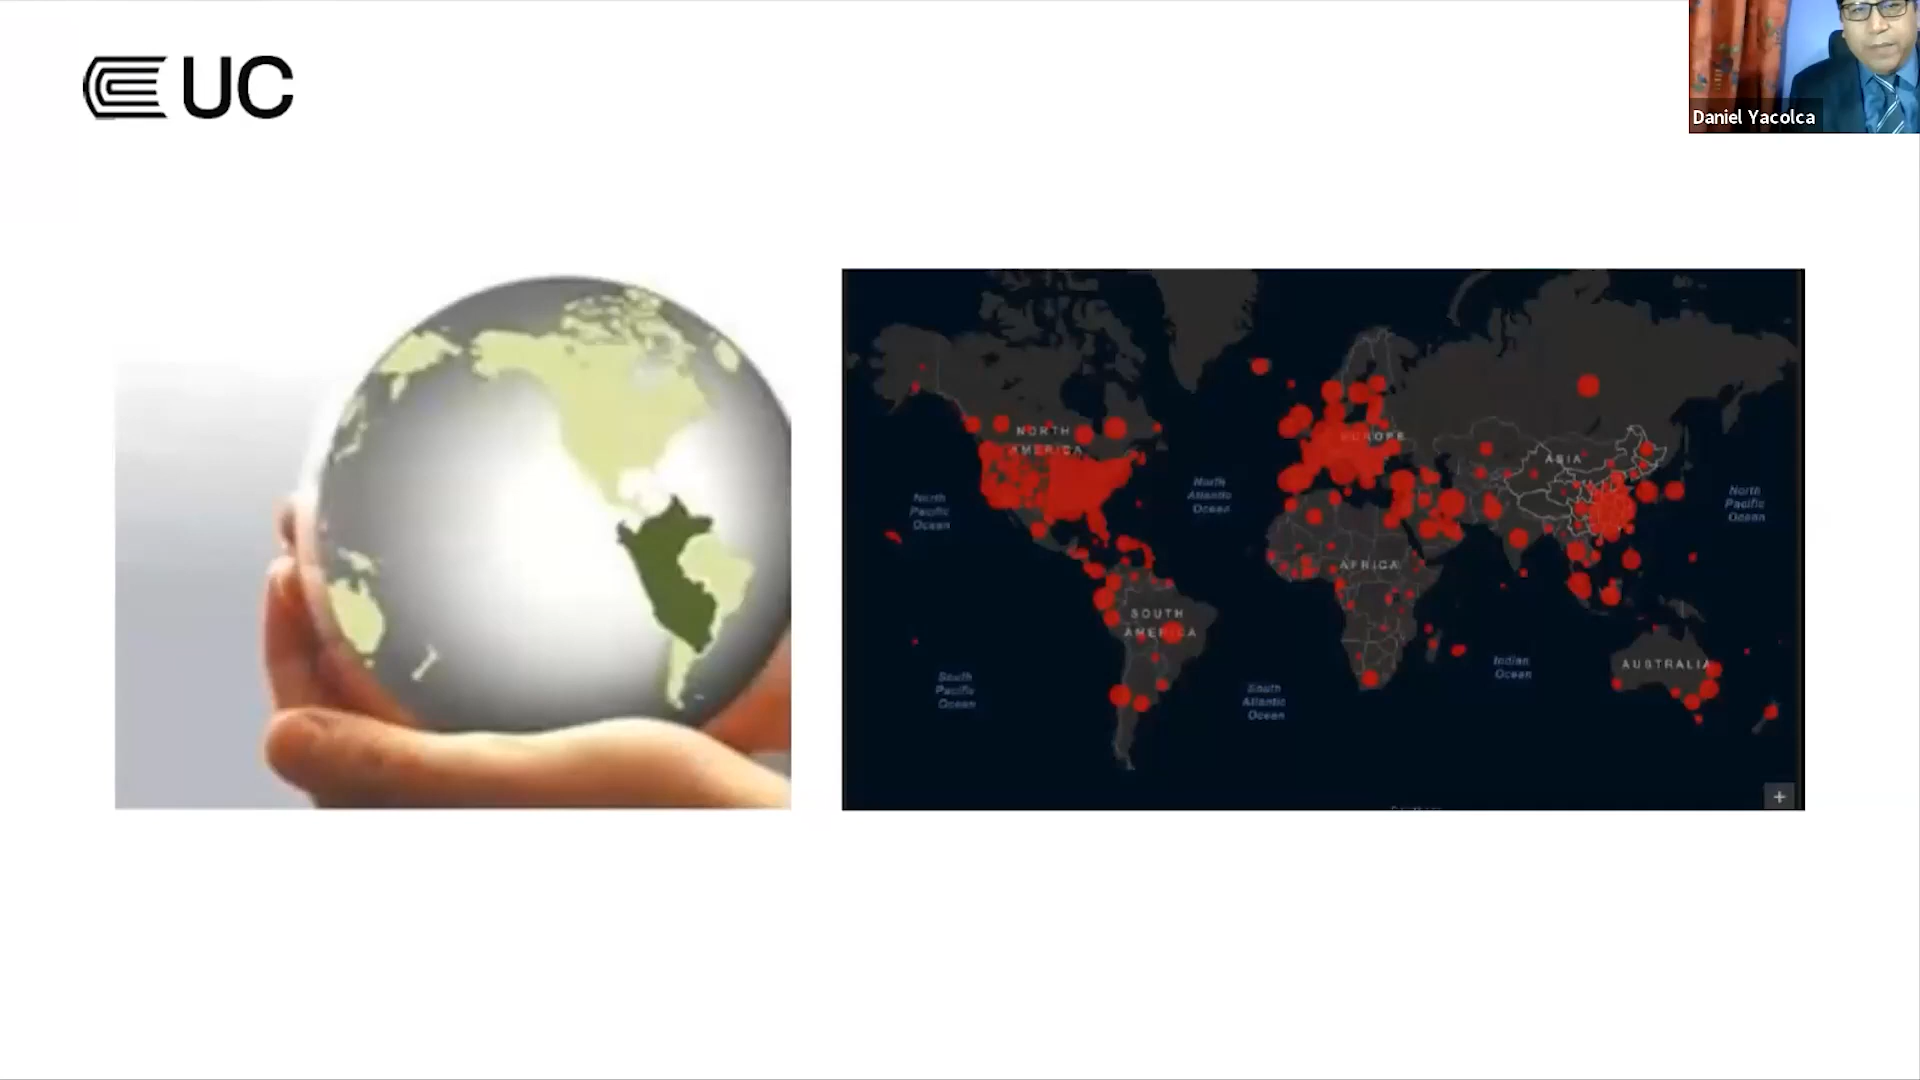 UC
Daniel Yacolca
NORTH
AMERICA
EUROPE
ASIA
North
Pacific
Ocean
North
Atlantic
Ocean
North
Pacific
Ocean
AFRICA
SOUTH
AMERICA
AUSTRALIA
South
Pacific
Ocean
South
Atlantic
Ocean
Indian
Ocean
+